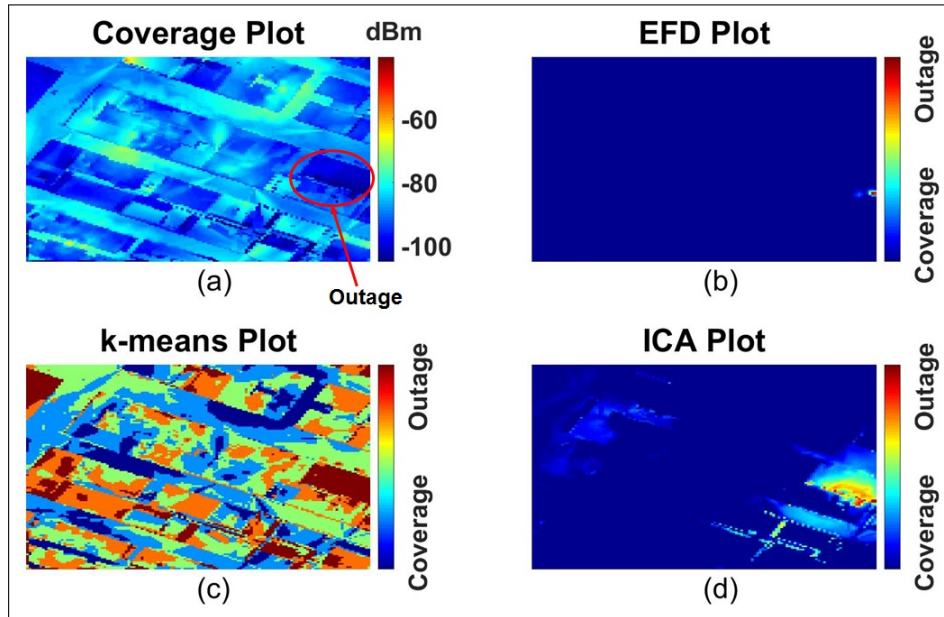 Coverage Plot
dBm
-60
-80
-100
(a)
Outage
EFD Plot
Outage
Coverage
(b)
k-means Plot
Outage
Coverage
(c)
ICA Plot
Outage
Coverage
(d)